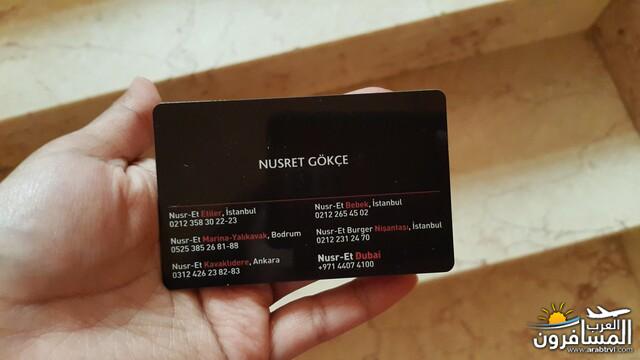 NUSRET GÖKÇE
Nusr-Et Etiler, İstanbul
0212 358 30 22-23
Nusr-Et Marina-Yalıkavak, Bodrum
0525 385 26 81-88
Nusr-Et Kavaklıdere, Ankara
0312 426 23 82-83
Nusr-Et Bebek, İstanbul
0212 265 45 02
Nusr-Et Burger Nişantaşı, İstanbul
0212 231 24 70
Nusr-Et Dubai
+971 4407 4100
العرب
المسافرون
www.arabtrvl.com